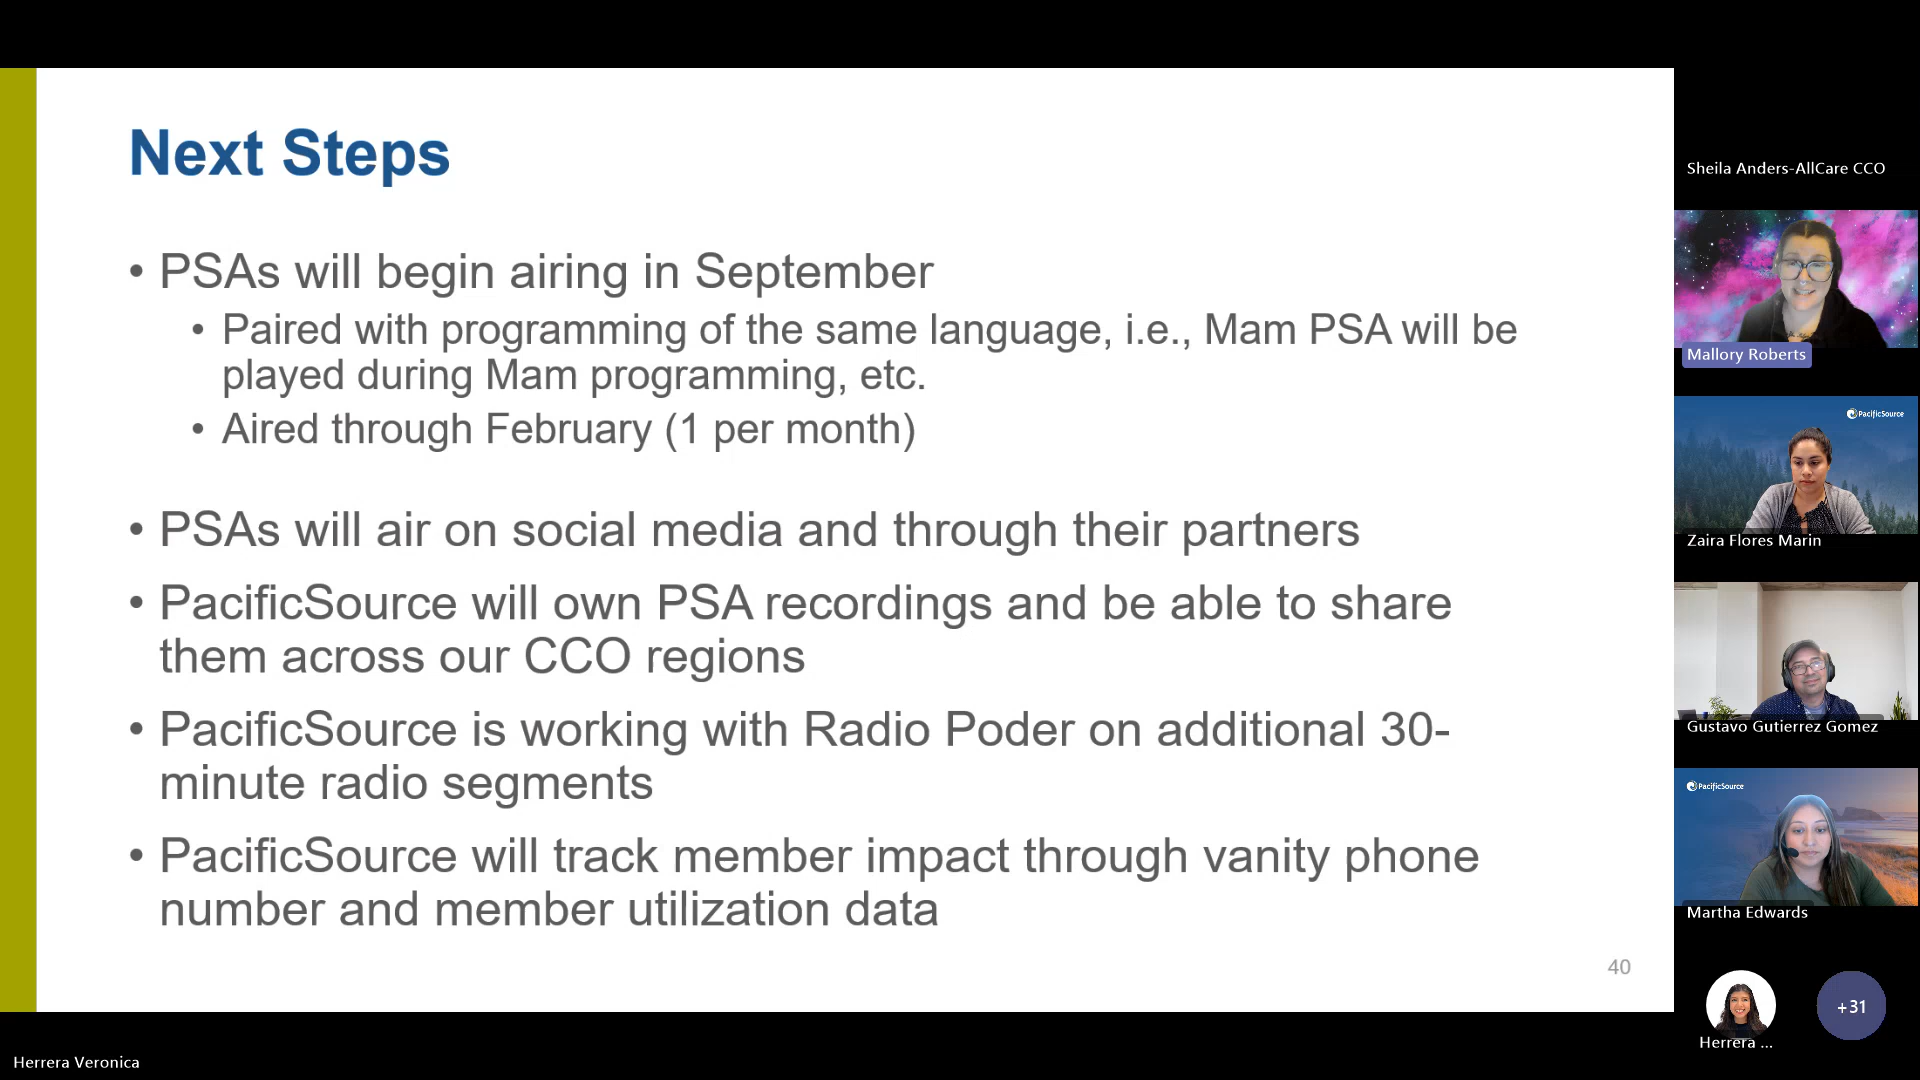 Next Steps
• PSAs will begin airing in September
• Paired with programming of the same language, i.e., Mam PSA will be
played during Mam programming, etc.
• Aired through February (1 per month)
• PSAs will air on social media and through their partners
• PacificSource will own PSA recordings and be able to share
them across our CCO regions
• PacificSource is working with Radio Poder on additional 30-
minute radio segments
• PacificSource will track member impact through vanity phone
number and member utilization data
40
Sheila Anders-AllCare CCO
Mallory Roberts
PacificSource
Zaira Flores Marin
Gustavo Gutierrez Gomez
PacificSource
Martha Edwards
Herrera ...
+31
Herrera Veronica